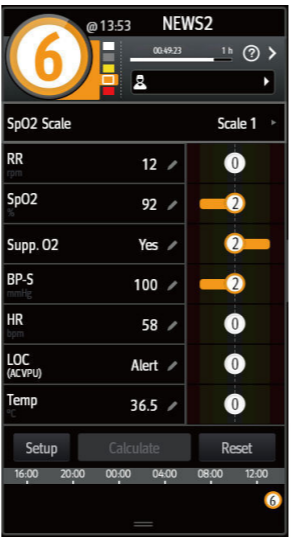 @13:53 NEWS2
6
00:49:23 1 h ?
SpO2 Scale Scale 1
RR 12 0
rpm
SpO2 92 2
%
Supp. O2 Yes 2
BP-S 100 2
mmHg
HR 58 0
bpm
LOC Alert 0
(ACVPU)
Temp 36.5 0
°C
Setup Calculate Reset
16:00 20:00 00:00 04:00 08:00 12:00
6